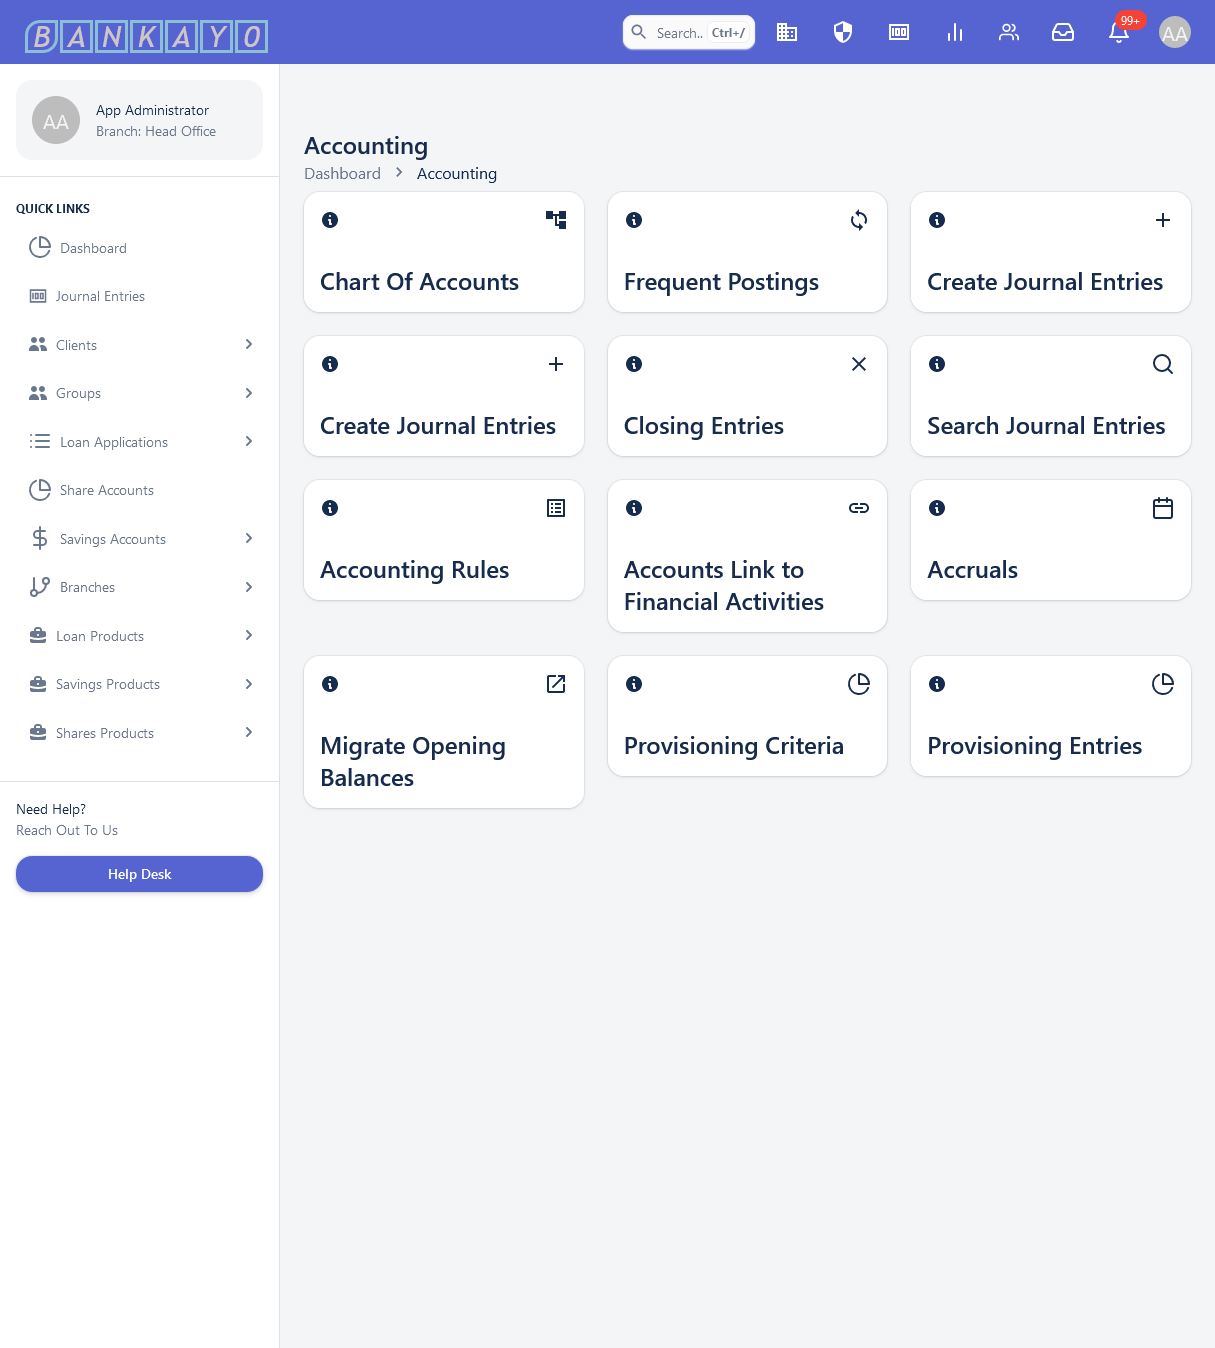 BANKAYO
Search.. Ctrl+/
99+
AA
AA
App Administrator
Branch: Head Office
QUICK LINKS
Dashboard
Journal Entries
Clients
Groups
Loan Applications
Share Accounts
Savings Accounts
Branches
Loan Products
Savings Products
Shares Products
Need Help?
Reach Out To Us
Help Desk
Accounting
Dashboard > Accounting
Chart Of Accounts
Frequent Postings
Create Journal Entries
Create Journal Entries
Closing Entries
Search Journal Entries
Accounting Rules
Accounts Link to
Financial Activities
Accruals
Migrate Opening
Balances
Provisioning Criteria
Provisioning Entries